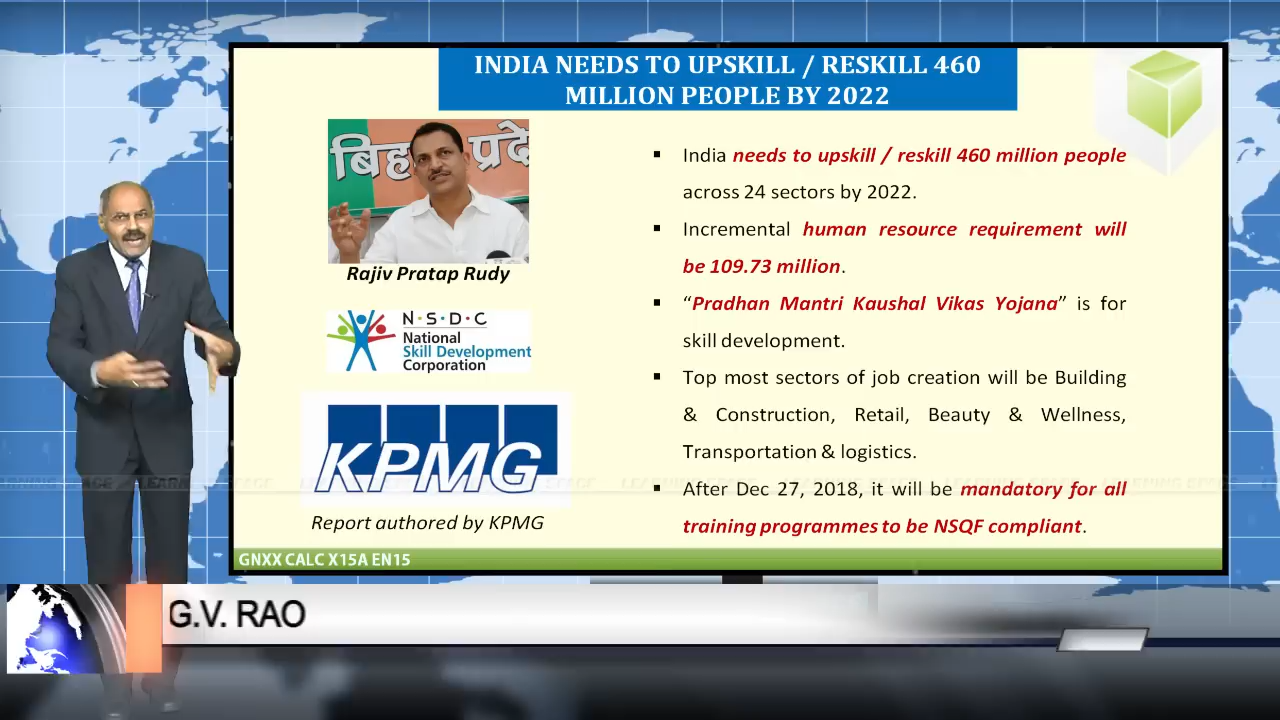 INDIA NEEDS TO UPSKILL / RESKILL 460
MILLION PEOPLE BY 2022
बिहार प्रदे
Rajiv Pratap Rudy
N·S·D·C
National
Skill Development
Corporation
KPMG
Report authored by KPMG
▪ India needs to upskill / reskill 460 million people
across 24 sectors by 2022.
▪ Incremental human resource requirement will
be 109.73 million.
▪ “Pradhan Mantri Kaushal Vikas Yojana” is for
skill development.
▪ Top most sectors of job creation will be Building
& Construction, Retail, Beauty & Wellness,
Transportation & logistics.
▪ After Dec 27, 2018, it will be mandatory for all
training programmes to be NSQF compliant.
GNXX CALC X15A EN15
G.V. RAO